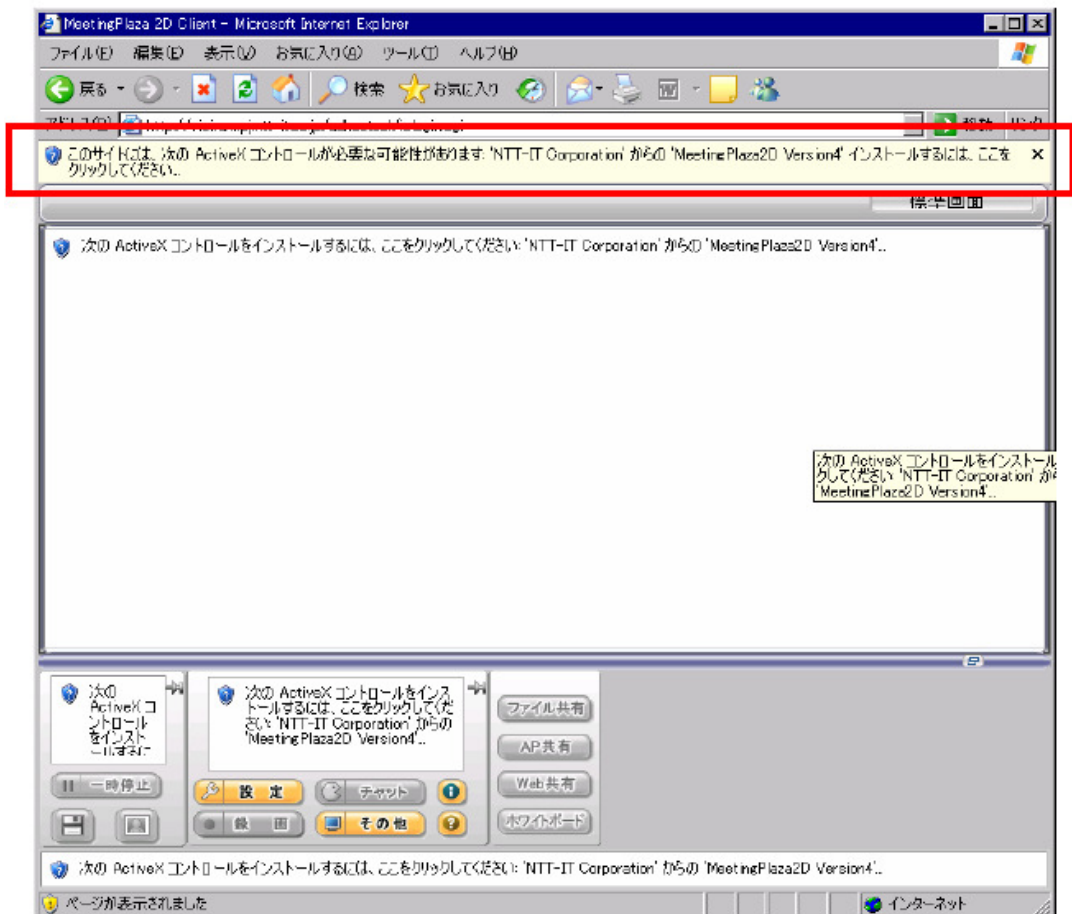 MeetingPlaza 2D Client - Microsoft Internet Explorer
ファイル(F) 編集(E) 表示(V) お気に入り(A) ツール(T) ヘルプ(H)
戻る 検索 お気に入り
移動 リンク
このサイトには、次の ActiveX コントロールが必要な可能性があります: 'NTT-IT Corporation' からの 'MeetingPlaza2D Version4' インストールするには、ここを
クリックしてください...
標準画面
次の ActiveX コントロールをインストールするには、ここをクリックしてください: 'NTT-IT Corporation' からの 'MeetingPlaza2D Version4'...
次の ActiveX コントロールをインストール
クしてください: 'NTT-IT Corporation' か
'MeetingPlaza2D Version4'...
次の
ActiveX コ
ントロール
をインスト
ールするに
次の ActiveX コントロールをインス
トールするには、ここをクリックしてくだ
さい: 'NTT-IT Corporation' からの
'MeetingPlaza2D Version4'...
ファイル共有
AP共有
Web共有
ホワイトボード
一時停止
設定 チャット
録画 その他
次の ActiveX コントロールをインストールするには、ここをクリックしてください: 'NTT-IT Corporation' からの 'MeetingPlaza2D Version4'...
ページが表示されました インターネット